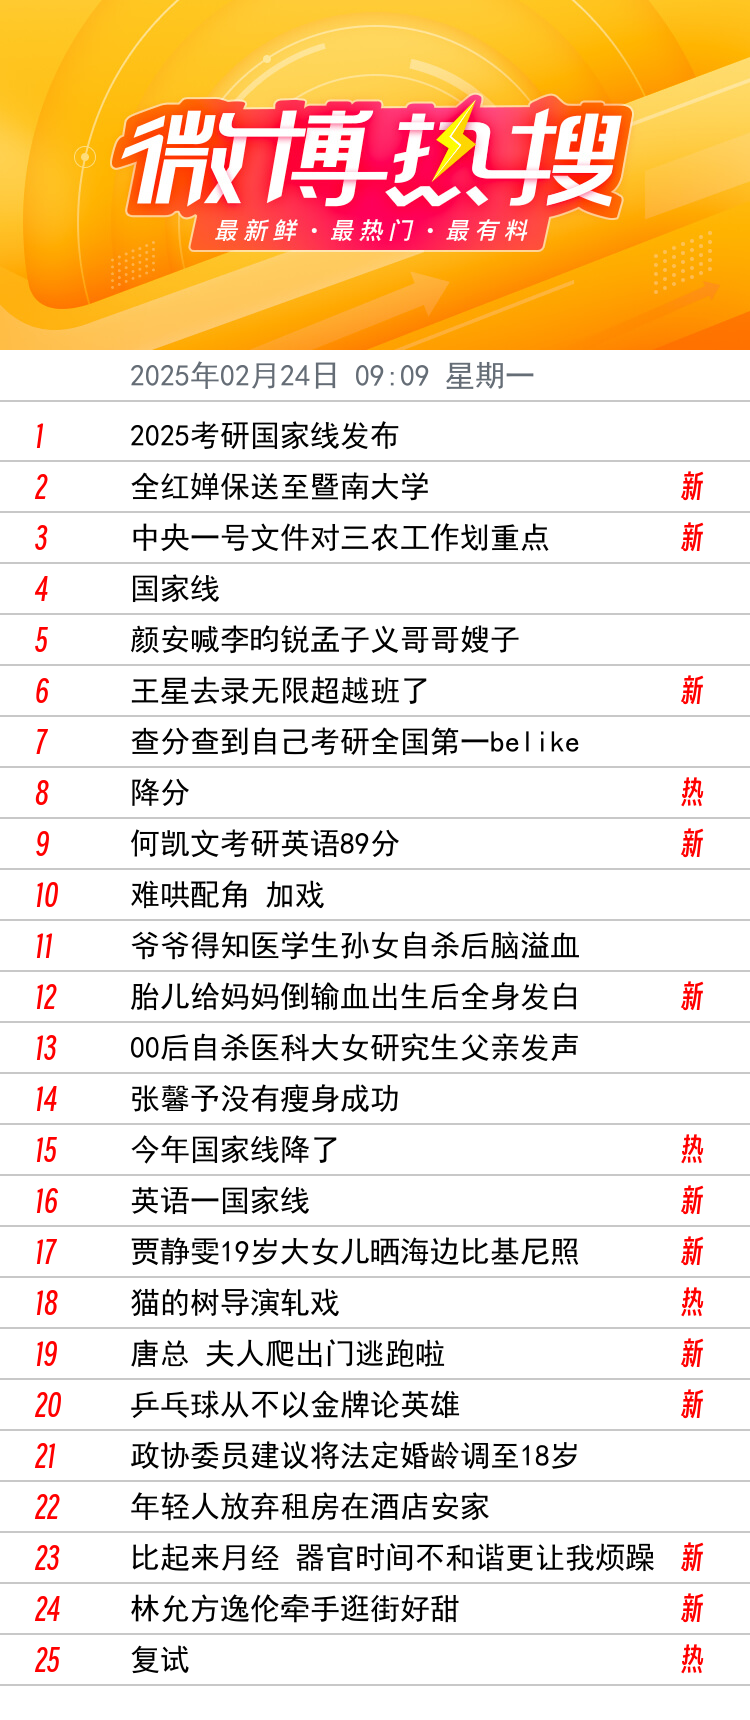 微博热搜
最新鲜·最热门·最有料
2025年02月24日 09:09 星期一
1 2025考研国家线发布
2 全红婵保送至暨南大学 新
3 中央一号文件对三农工作划重点 新
4 国家线
5 颜安喊李昀锐孟子义哥哥嫂子
6 王星去录无限超越班了 新
7 查分查到自己考研全国第一belike
8 降分 热
9 何凯文考研英语89分 新
10 难哄配角 加戏
11 爷爷得知医学生孙女自杀后脑溢血
12 胎儿给妈妈倒输血出生后全身发白 新
13 00后自杀医科大女研究生父亲发声
14 张馨予没有瘦身成功
15 今年国家线降了 热
16 英语一国家线 新
17 贾静雯19岁大女儿晒海边比基尼照 新
18 猫的树导演轧戏 热
19 唐总 夫人爬出门逃跑啦 新
20 乒乓球从不以金牌论英雄 新
21 政协委员建议将法定婚龄调至18岁
22 年轻人放弃租房在酒店安家
23 比起来月经 器官时间不和谐更让我烦躁 新
24 林允方逸伦牵手逛街好甜 新
25 复试 热